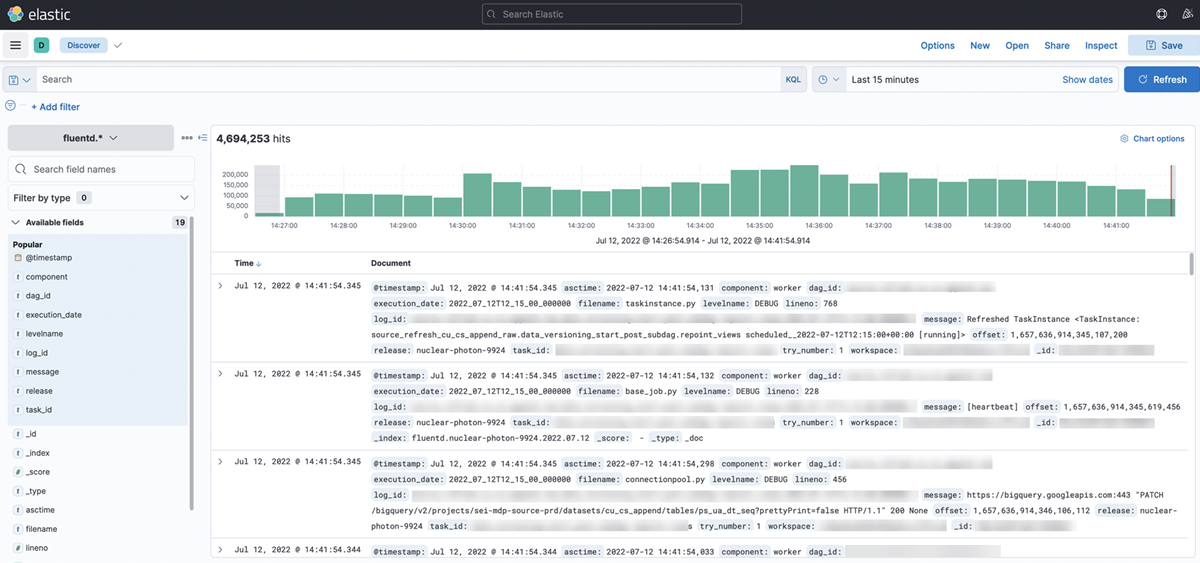 elastic
Search Elastic
D Discover Options New Open Share Inspect Save
Search KQL Last 15 minutes Show dates Refresh
+ Add filter
fluentd.* 4,694,253 hits Chart options
Search field names
Filter by type 0
Available fields 19
Popular
@timestamp
t component
t dag_id
t execution_date
t levelname
t log_id
t message
t release
t task_id
t _id
t _index
# _score
t _type
t asctime
t filename
# lineno
200,000
150,000
100,000
50,000
0
14:27:00 14:28:00 14:29:00 14:30:00 14:31:00 14:32:00 14:33:00 14:34:00 14:35:00 14:36:00 14:37:00 14:38:00 14:39:00 14:40:00 14:41:00
Jul 12, 2022 @ 14:26:54.914 - Jul 12, 2022 @ 14:41:54.914
Time Document
Jul 12, 2022 @ 14:41:54.345 @timestamp: Jul 12, 2022 @ 14:41:54.345 asctime: 2022-07-12 14:41:54,131 component: worker dag_id:
execution_date: 2022_07_12T12_15_00_000000 filename: taskinstance.py levelname: DEBUG lineno: 768
log_id: message: Refreshed TaskInstance <TaskInstance:
source_refresh_cu_cs_append_raw.data_versioning_start_post_subdag.repoint_views scheduled__2022-07-12T12:15:00+00:00 [running]> offset: 1,657,636,914,345,107,200
release: nuclear-photon-9924 task_id: try_number: 1 workspace: _id:
Jul 12, 2022 @ 14:41:54.345 @timestamp: Jul 12, 2022 @ 14:41:54.345 asctime: 2022-07-12 14:41:54,132 component: worker dag_id:
execution_date: 2022_07_12T12_15_00_000000 filename: base_job.py levelname: DEBUG lineno: 228
log_id: message: [heartbeat] offset: 1,657,636,914,345,619,456
release: nuclear-photon-9924 task_id: try_number: 1 workspace: _id:
_index: fluentd.nuclear-photon-9924.2022.07.12 _score: - _type: _doc
Jul 12, 2022 @ 14:41:54.345 @timestamp: Jul 12, 2022 @ 14:41:54.345 asctime: 2022-07-12 14:41:54,298 component: worker dag_id:
execution_date: 2022_07_12T12_15_00_000000 filename: connectionpool.py levelname: DEBUG lineno: 456
log_id: message: https://bigquery.googleapis.com:443 "PATCH
/bigquery/v2/projects/sei-mdp-source-prd/datasets/cu_cs_append/tables/ps_ua_dt_seq?prettyPrint=false HTTP/1.1" 200 None offset: 1,657,636,914,346,106,112 release: nuclear-
photon-9924 task_id: try_number: 1 workspace: _id:
Jul 12, 2022 @ 14:41:54.344 @timestamp: Jul 12, 2022 @ 14:41:54.344 asctime: 2022-07-12 14:41:54,033 component: worker dag_id: